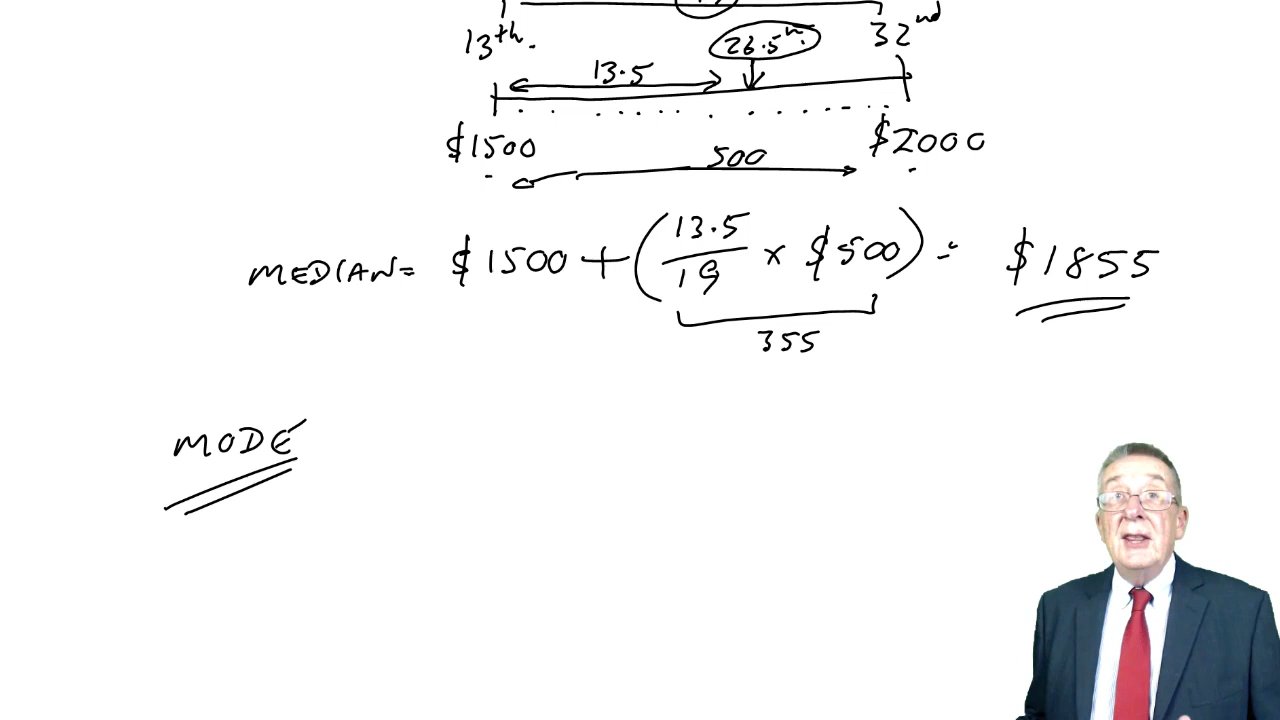 13th. 32nd
26.5th.
13.5
$1500 $2000
500
MEDIAN = $1500 + (13.5/19 × $500) = $1855
355
MODE